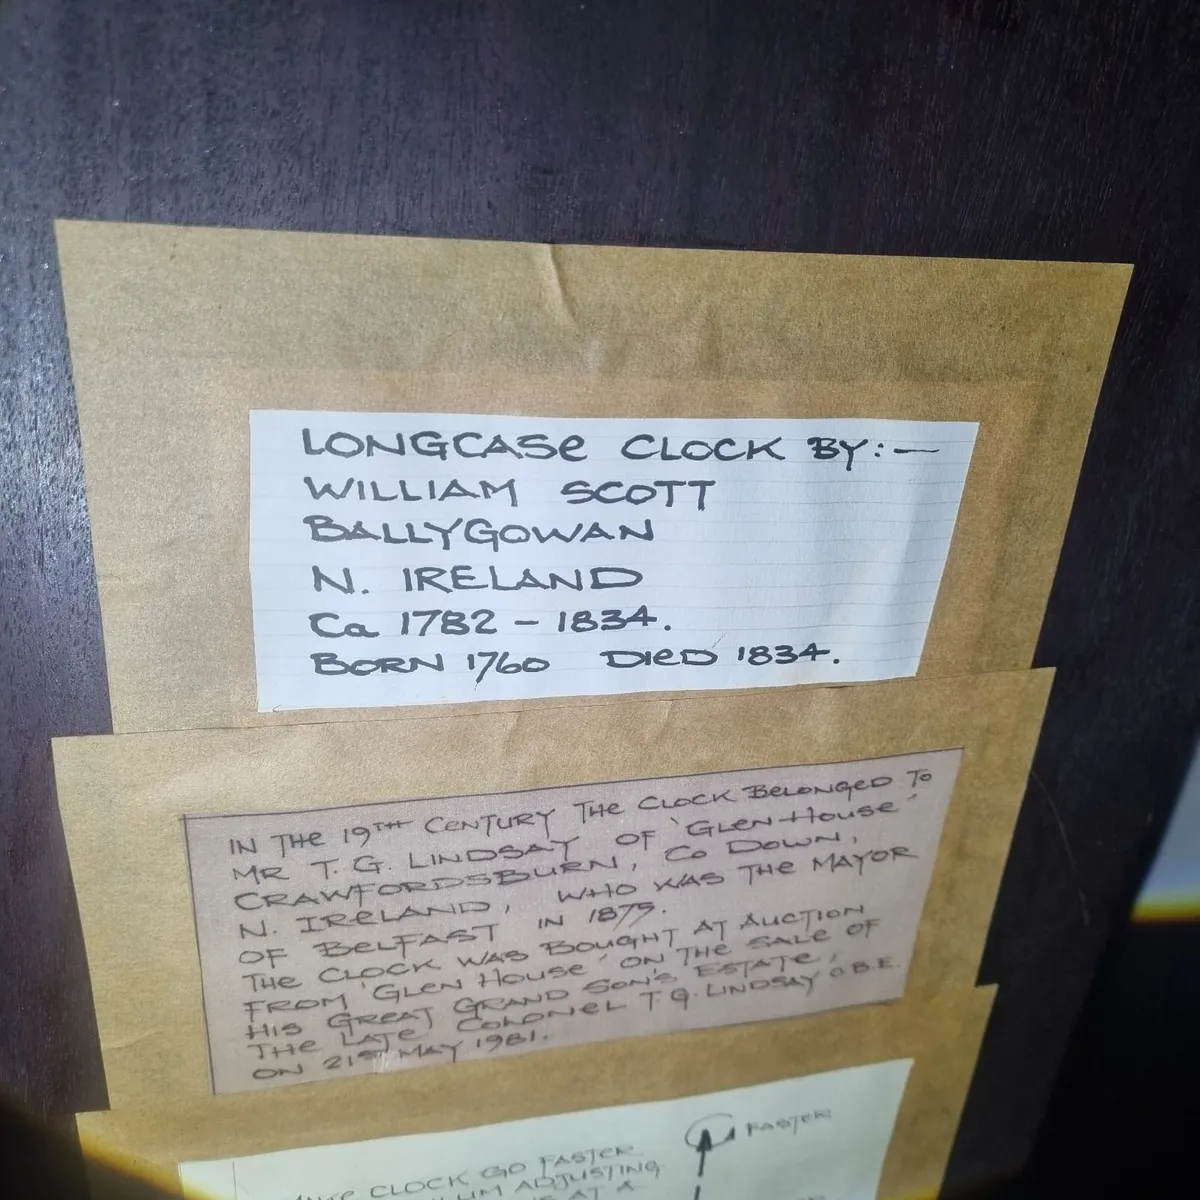 LONGCASE CLOCK BY:-
WILLIAM SCOTT
BALLYGOWAN
N. IRELAND
Ca 1782 - 1834.
BORN 1760 DIED 1834.
IN THE 19TH CENTURY THE CLOCK BELONGED TO
MR T. G. LINDSAY OF 'GLEN-HOUSE'
CRAWFORDSBURN, Co DOWN,
N. IRELAND, WHO WAS THE MAYOR
OF BELFAST IN 1875.
THE CLOCK WAS BOUGHT AT AUCTION
FROM 'GLEN HOUSE' ON THE SALE OF
HIS GREAT GRAND SON'S ESTATE,
THE LATE COLONEL T G. LINDSAY O.B.E.
ON 21ST MAY 1981.
FASTER
CLOCK GO FASTER
ADJUSTING
AT A